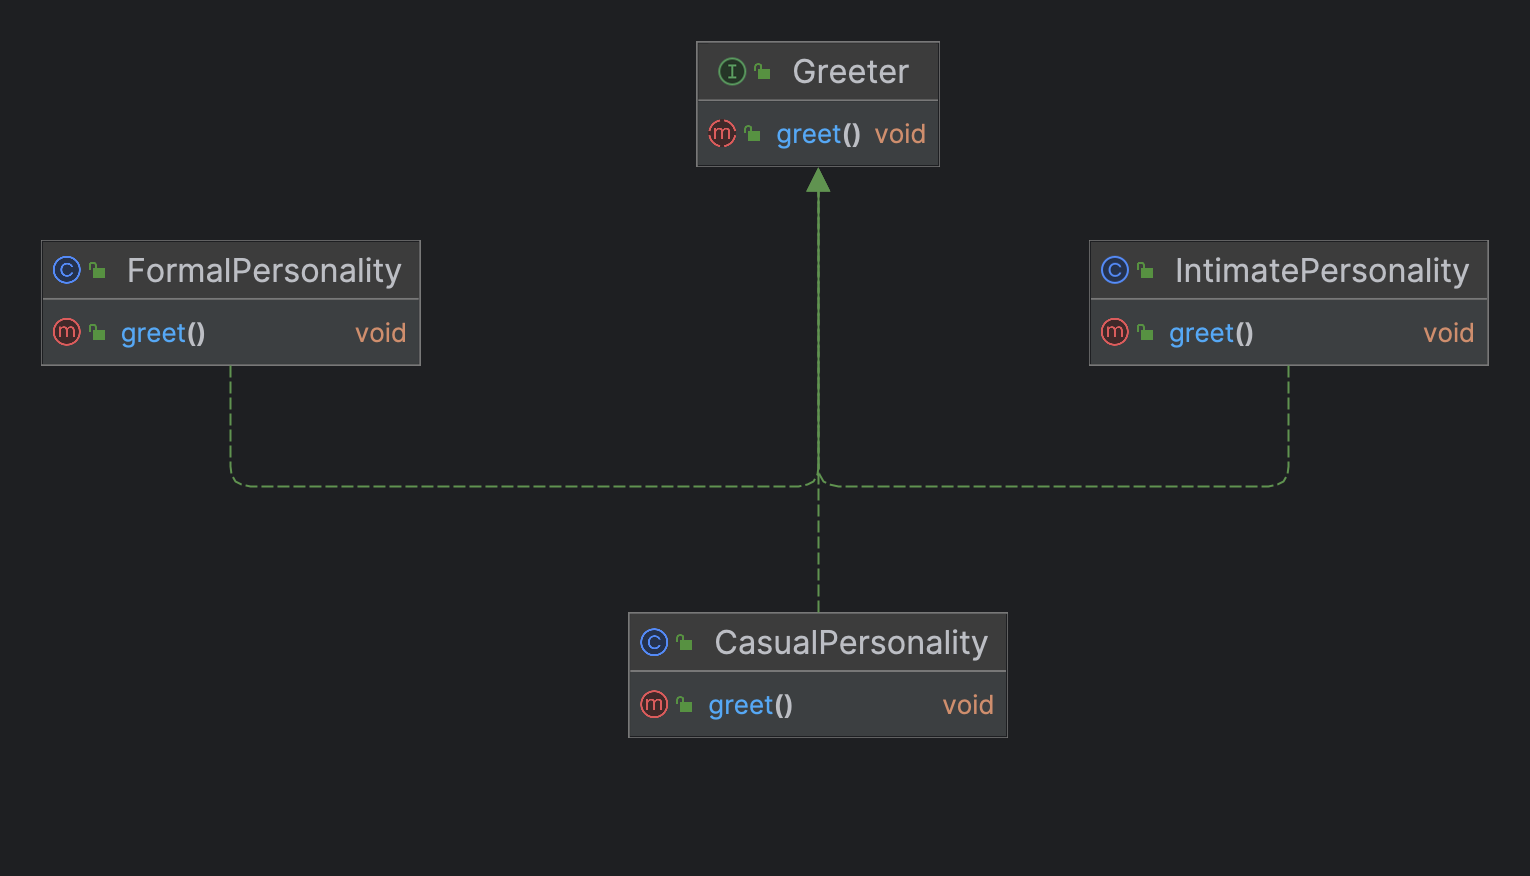 Greeter
greet() void
FormalPersonality
greet() void
IntimatePersonality
greet() void
CasualPersonality
greet() void